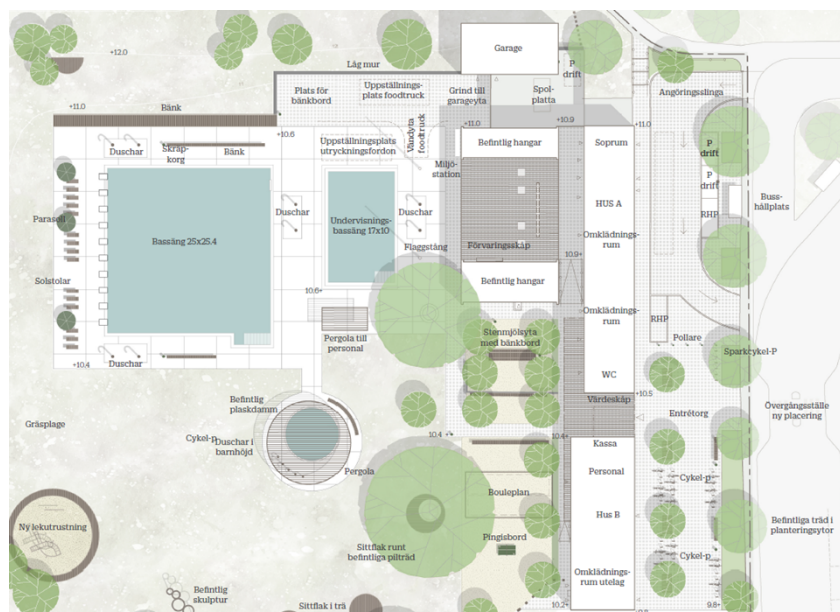 Garage
+12.0
Låg mur
P
drift
Spol-
platta
Plats för
bänkbord
Uppställnings-
plats foodtruck
Grind till
garageyta
Angöringsslinga
+11.0
Bänk
+10.6
Vändyta
foodtruck
+11.0
+10.9
+11.0
Duschar
Skräp-
korg
Bänk
Uppställningsplats
utryckningsfordon
Befintlig hangar
Soprum
P
drift
Miljö-
station
P
drift
Buss-
hållplats
Parasoll
Duschar
Undervisnings-
bassäng 17x10
Duschar
HUS A
RHP
Bassäng 25x25.4
Flaggstång
Förvaringsskåp
Omklädnings-
rum
10.9+
Solstolar
10.6+
Befintlig hangar
Omklädnings-
rum
RHP
Pergola till
personal
Stenmjölsyta
med bänkbord
Pollare
Sparkcykel-P
+10.4
Duschar
WC
+10.5
Befintlig
plaskdamm
Värdeskåp
Övergångsställe
ny placering
Entrétorg
Gräsplage
Cykel-p
Duschar i
barnhöjd
10.4+
+10.4
Kassa
Pergola
Personal
Cykel-p
Bouleplan
Ny lekutrustning
Hus B
Befintliga träd i
planteringsytor
Pingisbord
Sittflak runt
befintliga pilträd
Cykel-p
Omklädnings-
rum utelag
Befintlig
skulptur
Sittflak i trä
10.2+
9.8+